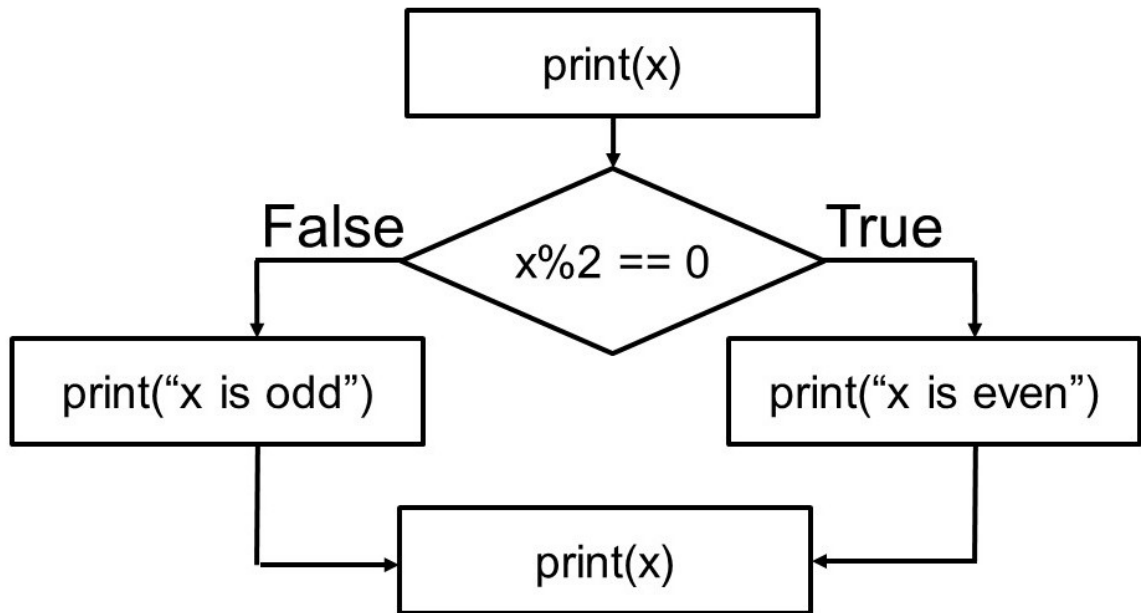 print(x)
False
True
x%2 == 0
print(“x is odd”)
print(“x is even”)
print(x)